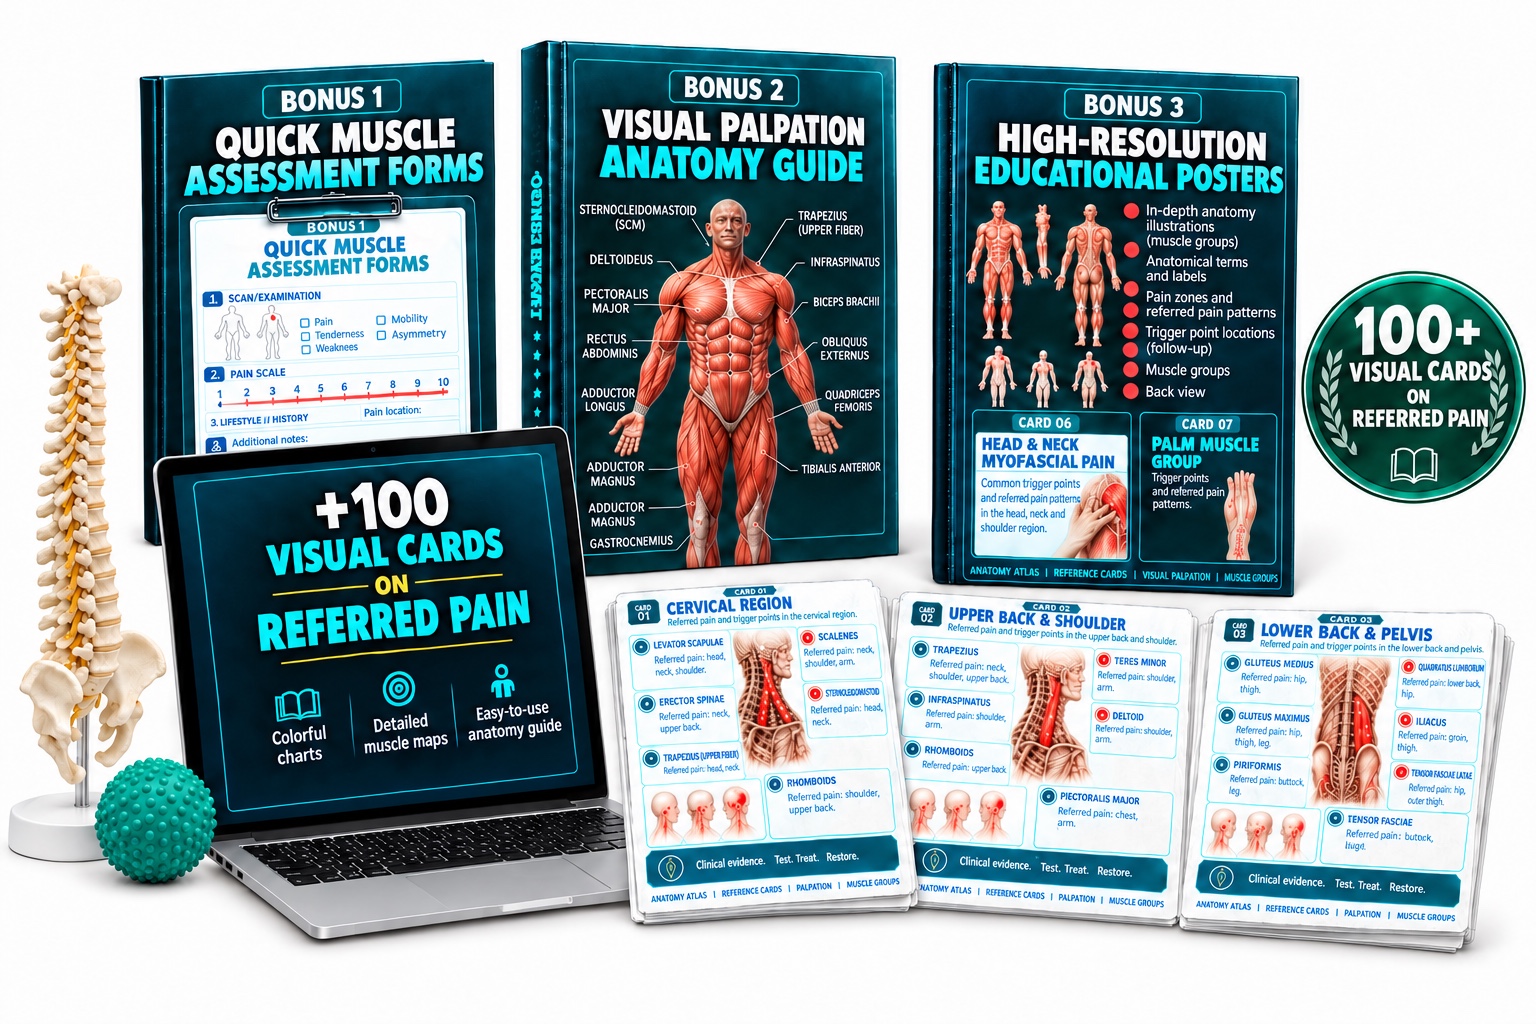 BONUS 1
QUICK MUSCLE
ASSESSMENT FORMS
BONUS 1
QUICK MUSCLE
ASSESSMENT FORMS
1. SCAN/EXAMINATION
Pain
Tenderness
Weaknees
Mobility
Asymmetry
2. PAIN SCALE
1 2 3 4 5 6 7 8 9 10
3. LIFESTYLE // HISTORY
Pain location:
3 Additional notes:
BONUS 2
VISUAL PALPATION
ANATOMY GUIDE
STERNOCLEIDOMASTOID
(SCM)
DELTOIDEUS
PECTORALIS
MAJOR
RECTUS
ABDOMINIS
ADDUCTOR
LONGUS
ADDUCTOR
MAGNUS
ADDUCTOR
MAGNUS
GASTROCNEMIUS
TRAPEZIUS
(UPPER FIBER)
INFRASPINATUS
BICEPS BRACHII
OBLIQUUS
EXTERNUS
QUADRICEPS
FEMORIS
TIBIALIS ANTERIOR
BONUS 3
HIGH-RESOLUTION
EDUCATIONAL POSTERS
In-depth anatomy
illustrations
(muscle groups)
Anatomical terms
and labels
Pain zones and
referred pain patterns
Trigger point locations
(follow-up)
Muscle groups
Back view
CARD 06
HEAD & NECK
MYOFASCIAL PAIN
Common trigger points
and referred pain patterns
in the head, neck and
shoulder region.
CARD 07
PALM MUSCLE
GROUP
Trigger points
and referred pain
patterns.
ANATOMY ATLAS | REFERENCE CARDS | VISUAL PALPATION | MUSCLE GROUPS
100+
VISUAL CARDS
ON
REFERRED PAIN
+100
VISUAL CARDS
ON
REFERRED PAIN
Colorful
charts
Detailed
muscle maps
Easy-to-use
anatomy guide
CARD 01
CARD
01
CERVICAL REGION
Referred pain and trigger points in the cervical region.
LEVATOR SCAPULAE
Referred pain: head,
neck, shoulder.
ERECTOR SPINAE
Referred pain: neck,
upper back.
TRAPEZIUS (UPPER FIBER)
Referred pain: head, neck.
SCALENES
Referred pain: neck,
shoulder, arm.
Referred pain: head,
neck.
RHOMBOIDS
Referred pain: shoulder,
upper back.
Clinical evidence. Test. Treat. Restore.
ANATOMY ATLAS | REFERENCE CARDS | PALPATION | MUSCLE GROUPS
CARD 02
CARD
02
UPPER BACK & SHOULDER
Referred pain and trigger points in the upper back and shoulder.
TRAPEZIUS
Referred pain: neck,
shoulder, upper back.
INFRASPINATUS
Referred pain: shoulder,
arm.
RHOMBOIDS
Referred pain: upper back.
TERES MINOR
Referred pain: shoulder,
arm.
DELTOID
Referred pain: shoulder,
arm.
PIECTORALIS MAJOR
Referred pain: chest,
arm.
Clinical evidence. Test. Treat. Restore.
ANATOMY ATLAS | REFERENCE CARDS | PALPATION | MUSCLE GROUPS
CARD 03
CARD
03
LOWER BACK & PELVIS
Referred pain and trigger points in the lower back and pelvis.
GLUTEUS MEDIUS
Referred pain: hip,
thigh.
GLUTEUS MAXIMUS
Referred pain: hip,
thigh, leg.
PIRIFORMIS
Referred pain: buttock,
leg.
QUADRATUS LUMBORUM
Referred pain: lower back,
hip.
ILIACUS
Referred pain: groin,
thigh.
TENSOR FASCIAE LATAE
Referred pain: hip,
outer thigh.
TENSOR FASCIAE
Referred pain: butock,
Clinical evidence. Test. Treat. Restore.
ANATOMY ATLAS | REFERENCE CARDS | PALPATION | MUSCLE GROUPS